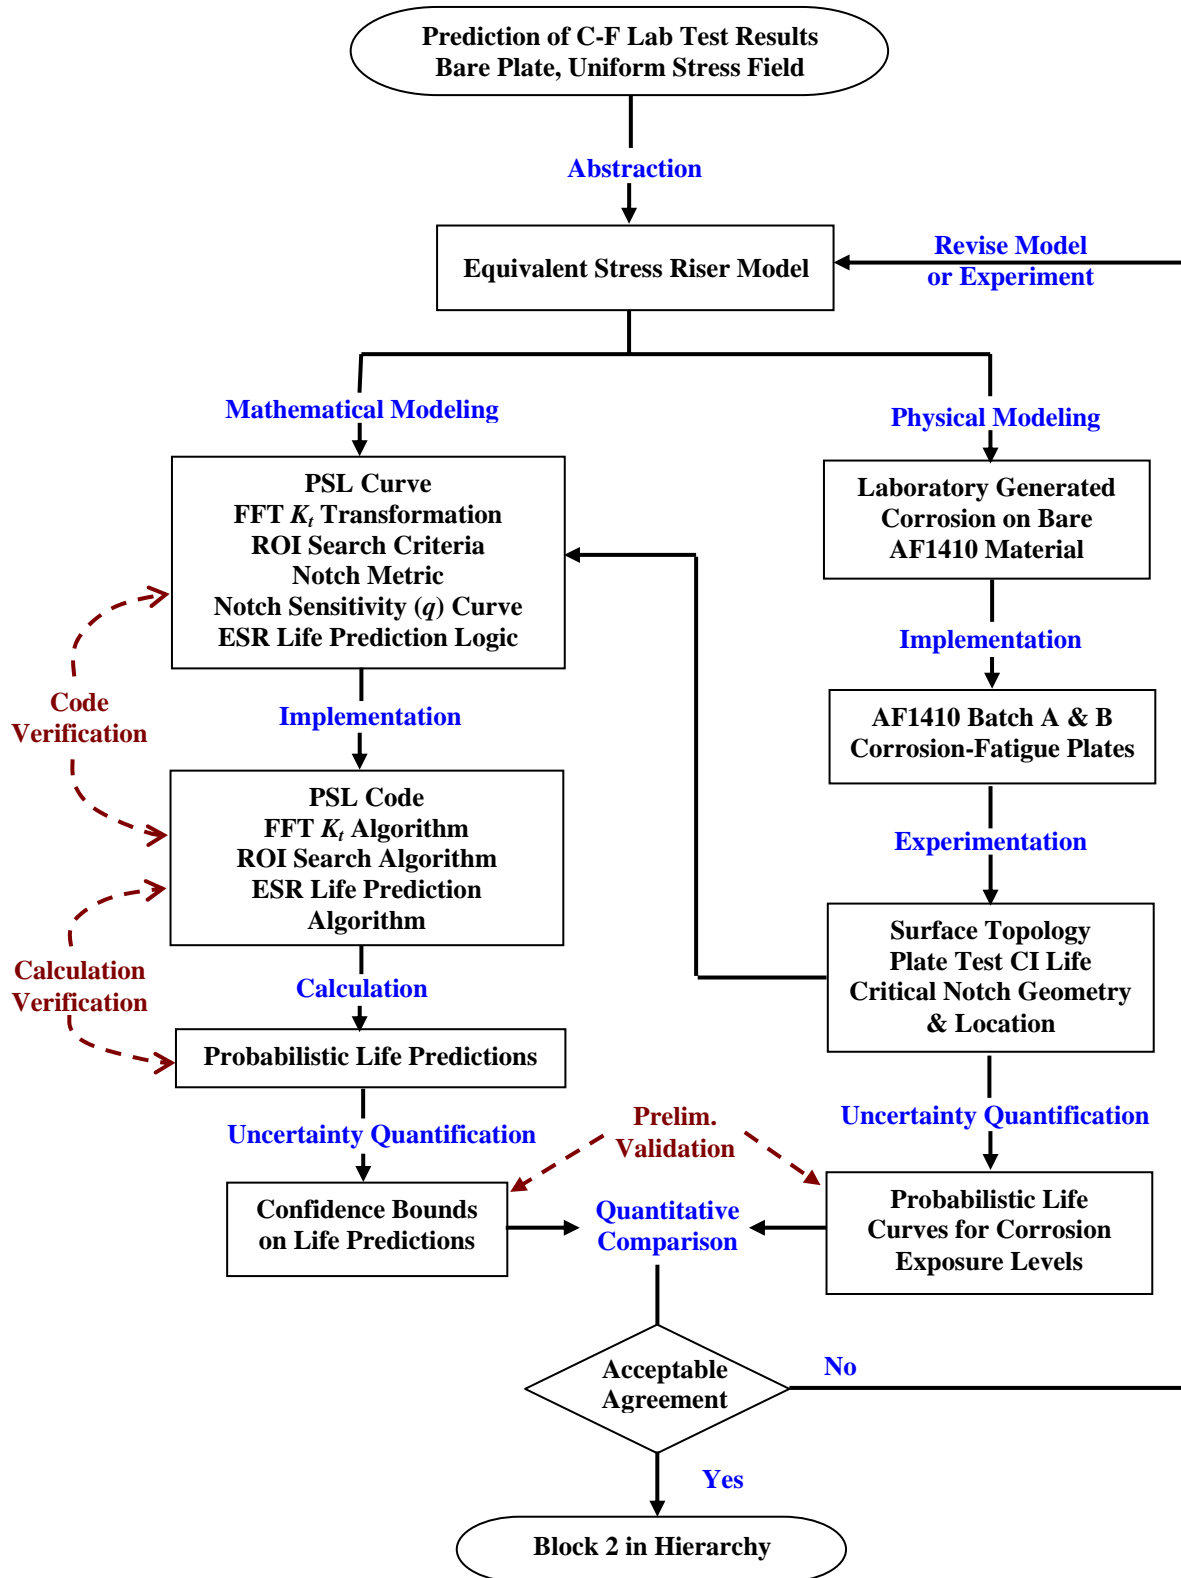 Prediction of C-F Lab Test Results
Bare Plate, Uniform Stress Field
Abstraction
Equivalent Stress Riser Model
Revise Model
or Experiment
Mathematical Modeling
Physical Modeling
PSL Curve
FFT Kt Transformation
ROI Search Criteria
Notch Metric
Notch Sensitivity (q) Curve
ESR Life Prediction Logic
Laboratory Generated
Corrosion on Bare
AF1410 Material
Implementation
Code
Verification
Implementation
AF1410 Batch A & B
Corrosion-Fatigue Plates
PSL Code
FFT Kt Algorithm
ROI Search Algorithm
ESR Life Prediction
Algorithm
Experimentation
Surface Topology
Plate Test CI Life
Critical Notch Geometry
& Location
Calculation
Verification
Calculation
Probabilistic Life Predictions
Uncertainty Quantification
Prelim.
Validation
Uncertainty Quantification
Confidence Bounds
on Life Predictions
Quantitative
Comparison
Probabilistic Life
Curves for Corrosion
Exposure Levels
Acceptable
Agreement
No
Yes
Block 2 in Hierarchy